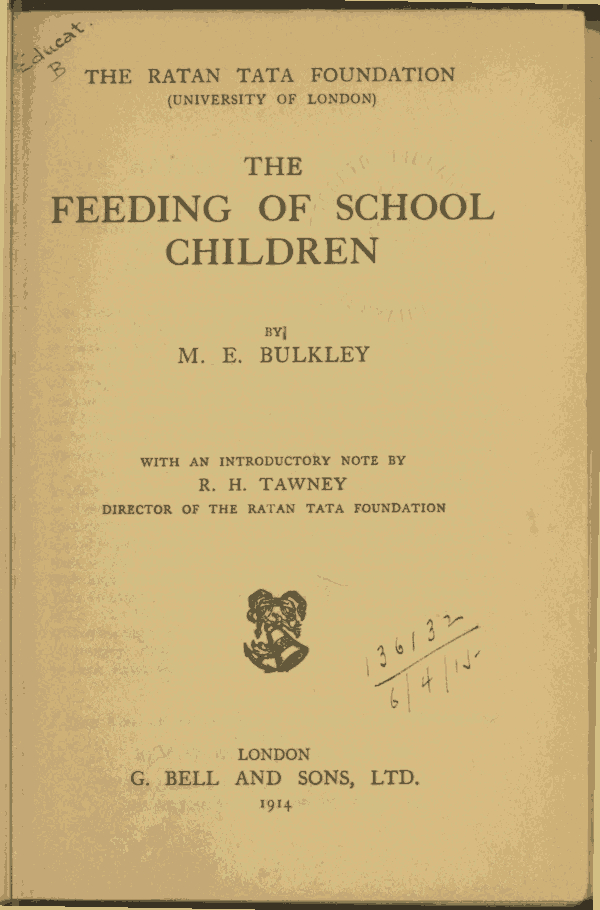 Educat.
B
THE RATAN TATA FOUNDATION
(UNIVERSITY OF LONDON)
THE
FEEDING OF SCHOOL
CHILDREN
BY
M. E. BULKLEY
WITH AN INTRODUCTORY NOTE BY
R. H. TAWNEY
DIRECTOR OF THE RATAN TATA FOUNDATION
136132
6/4/15
LONDON
G. BELL AND SONS, LTD.
1914